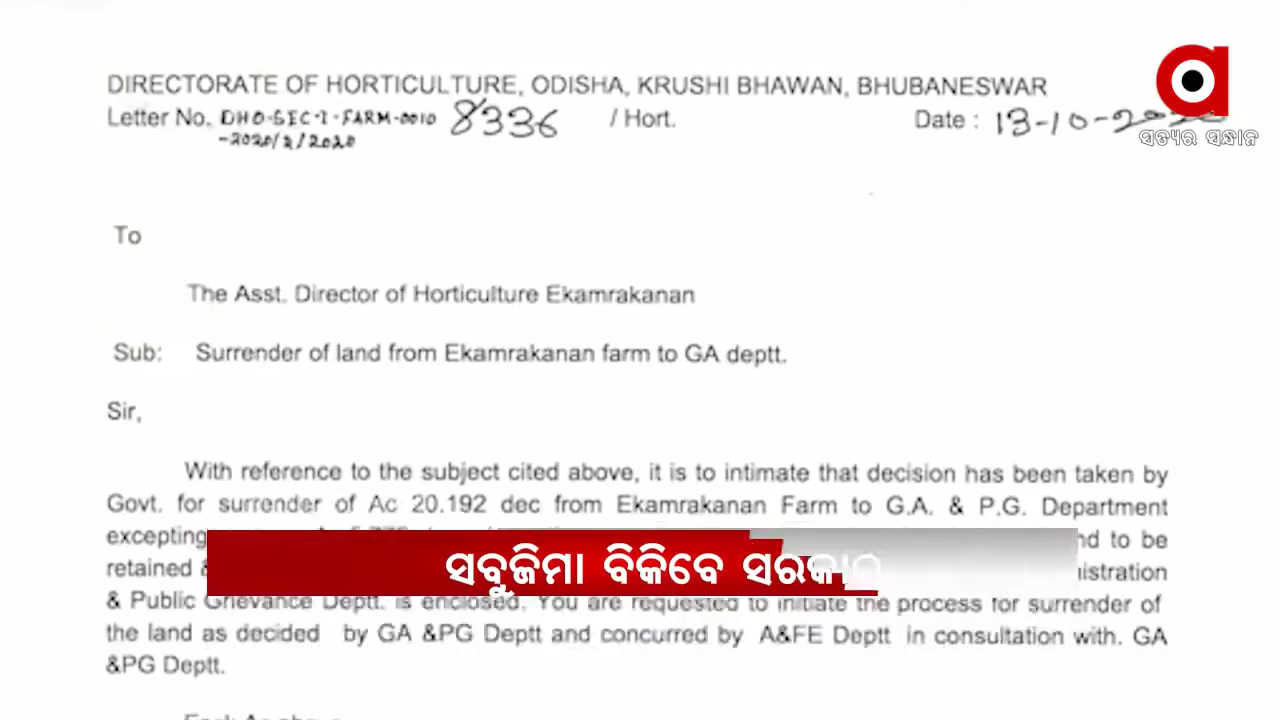 DIRECTORATE OF HORTICULTURE, ODISHA, KRUSHI BHAWAN, BHUBANESWAR
Letter No. DHO-SEC-I-FARM-0010 8336 / Hort. Date : 13-10-2020
-2020/2/2020
ସତ୍ୟର ସନ୍ଧାନ
To
The Asst. Director of Horticulture Ekamrakanan
Sub: Surrender of land from Ekamrakanan farm to GA deptt.
Sir,
With reference to the subject cited above, it is to intimate that decision has been taken by
Govt. for surrender of Ac 20.192 dec from Ekamrakanan Farm to G.A. & P.G. Department
excepting to be
retained
ସବୁଜିମା ବିକିବେ ସରକାର
& Public Grievance Deptt. is enclosed. You are requested to initiate the process for surrender of
the land as decided by GA &PG Deptt and concurred by A&FE Deptt in consultation with. GA
&PG Deptt.